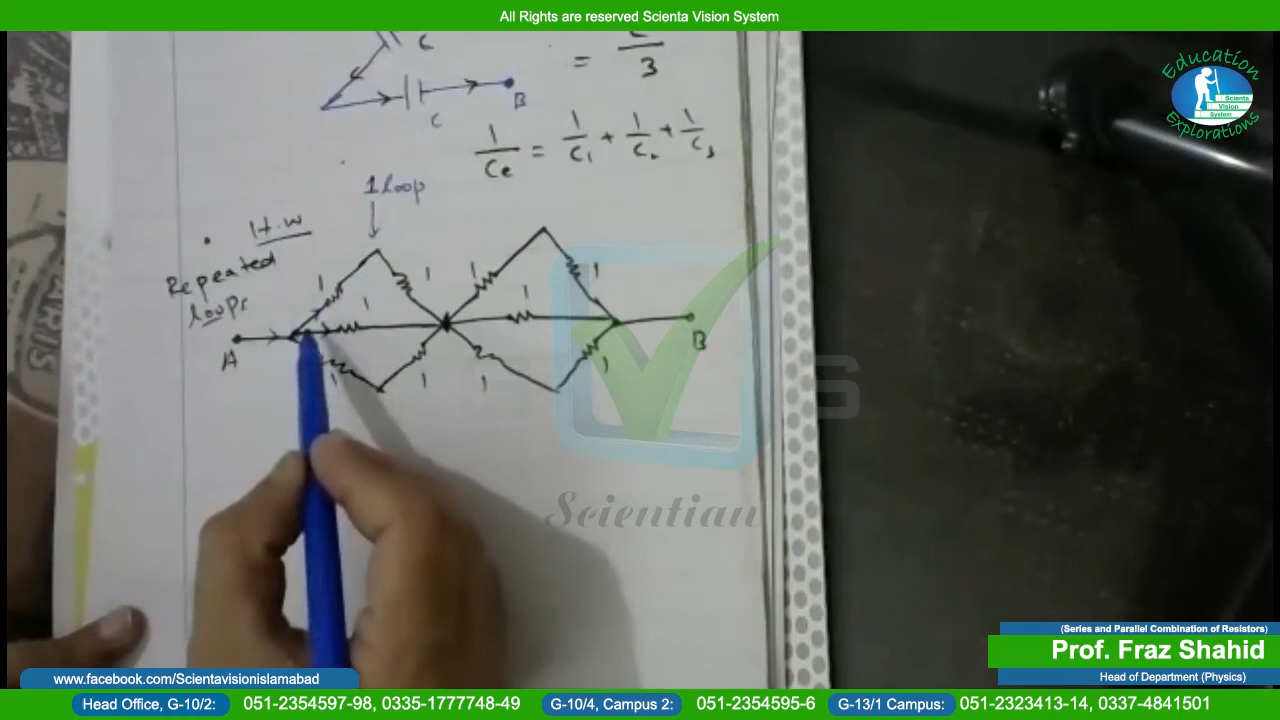 All Rights are reserved Scienta Vision System
Education
Scienta
Vision
System
Explorations
C
= C/3
C
B
1/Ce = 1/C1 + 1/C2 + 1/C3
1 loop
H.W
Repeated
loops
1 1 1 1
1 1
A
B
1 1 1 1
Scientian
(Series and Parallel Combination of Resistors)
Prof. Fraz Shahid
Head of Department (Physics)
www.facebook.com/Scientavisionislamabad
Head Office, G-10/2: 051-2354597-98, 0335-1777748-49 G-10/4, Campus 2: 051-2354595-6 G-13/1 Campus: 051-2323413-14, 0337-4841501